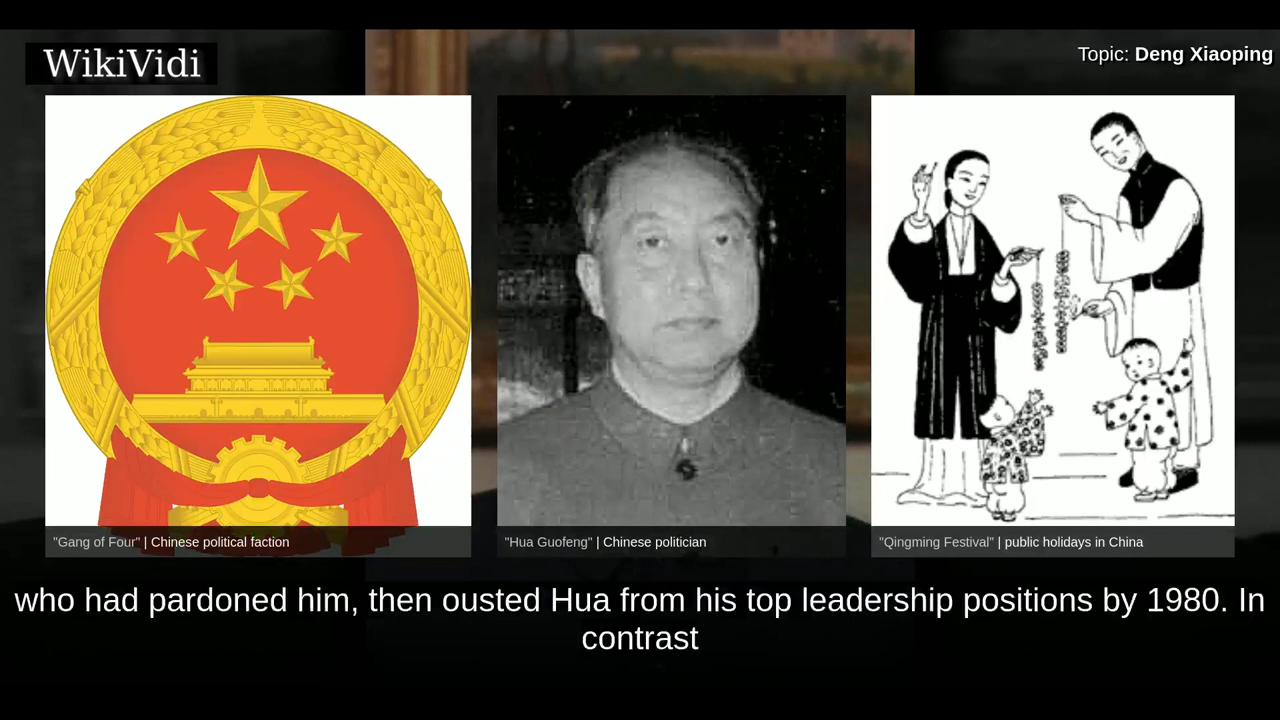 WikiVidi
Topic: Deng Xiaoping
"Gang of Four" | Chinese political faction
"Hua Guofeng" | Chinese politician
"Qingming Festival" | public holidays in China
who had pardoned him, then ousted Hua from his top leadership positions by 1980. In
contrast